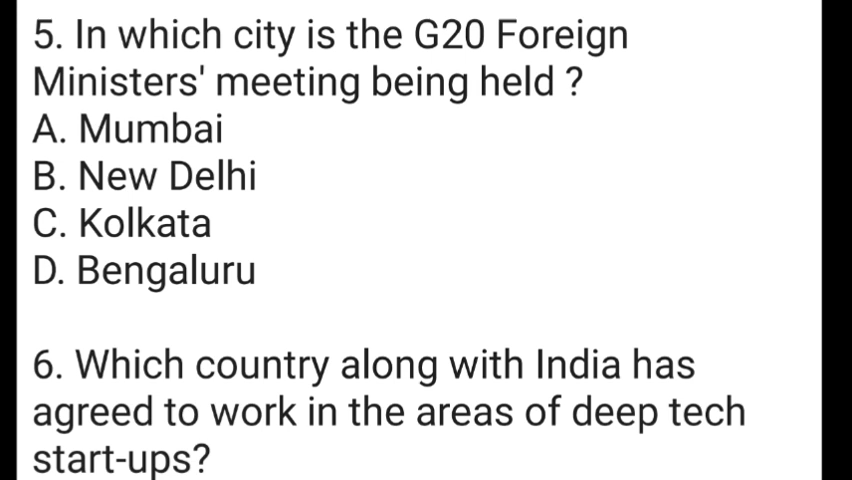 5. In which city is the G20 Foreign
Ministers' meeting being held ?
A. Mumbai
B. New Delhi
C. Kolkata
D. Bengaluru
6. Which country along with India has
agreed to work in the areas of deep tech
start-ups?